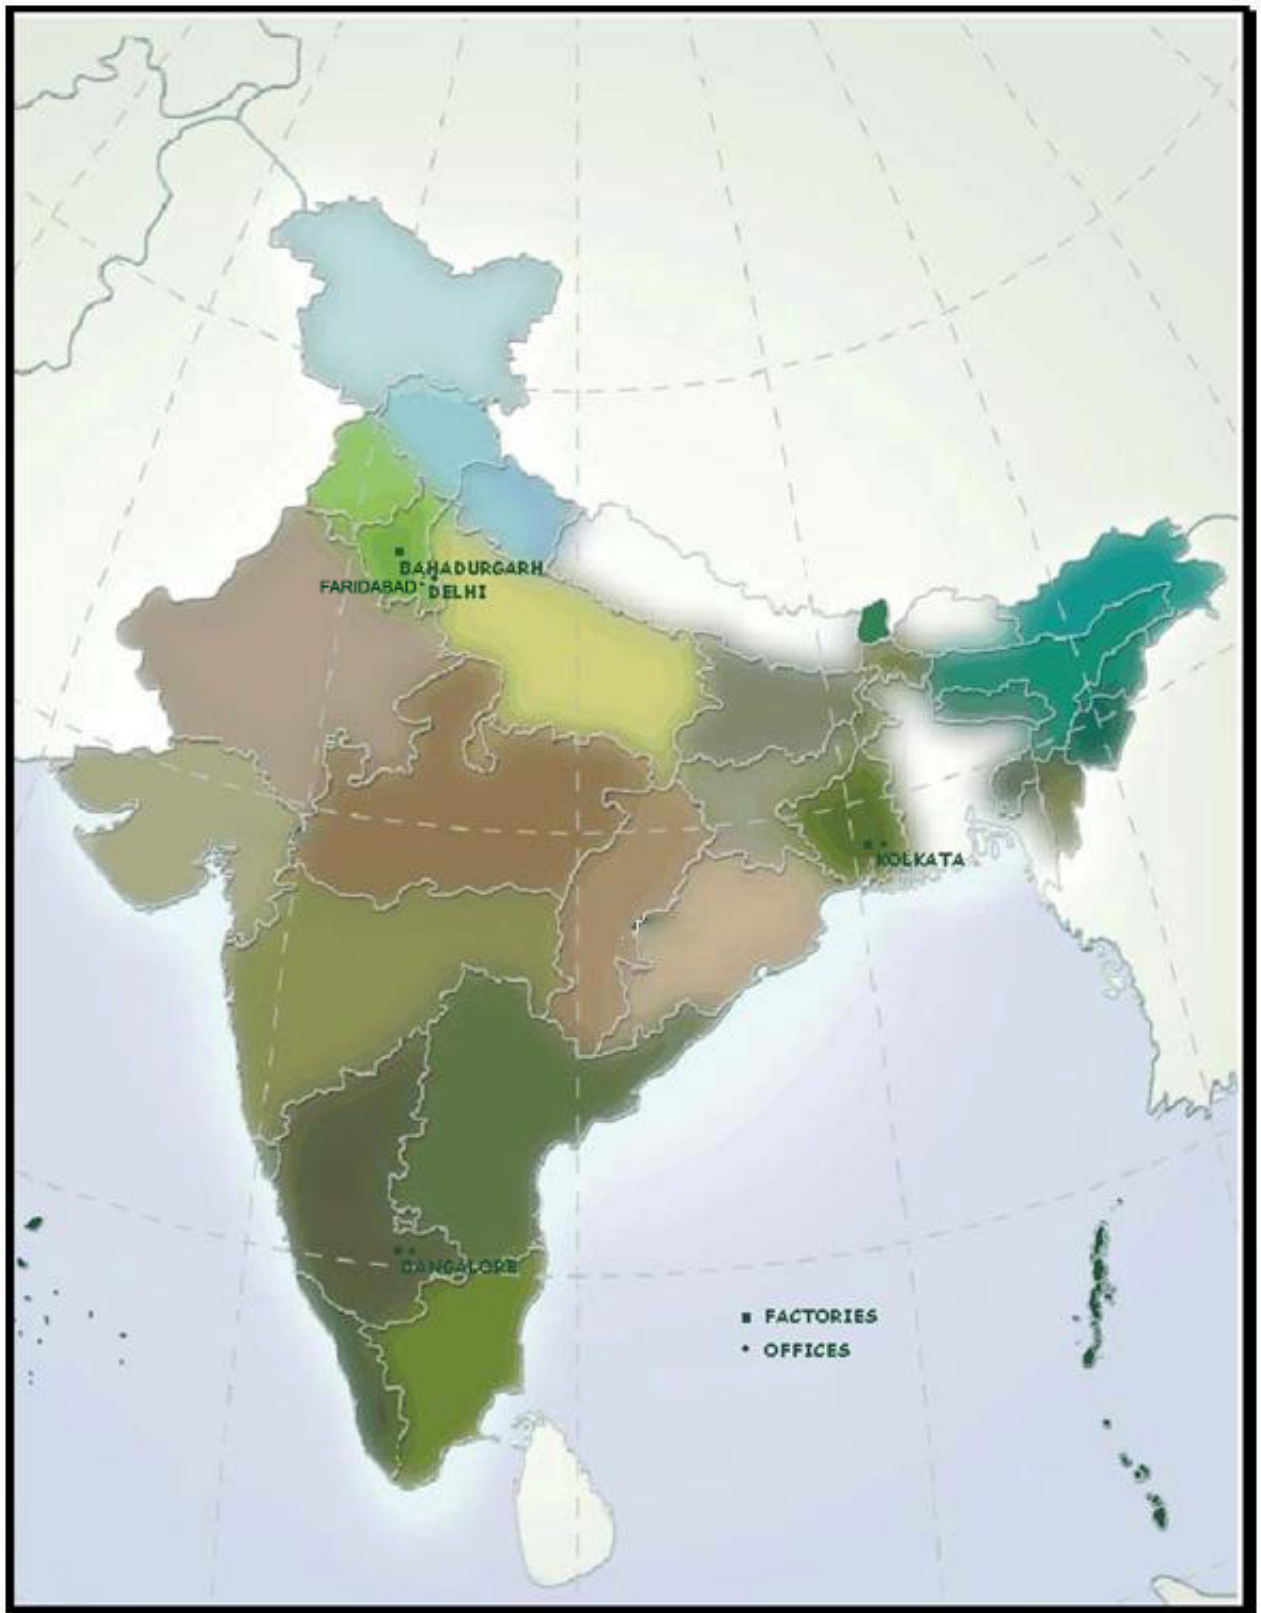 BAHADURGARH
FARIDABAD
DELHI
KOLKATA
BANGALORE
FACTORIES
OFFICES